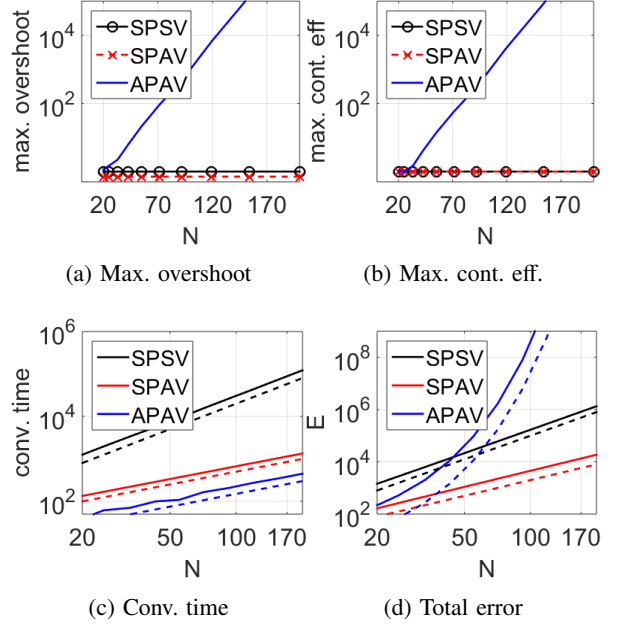 max. overshoot
10^4
10^2
SPSV
SPAV
APAV
20 70 120 170
N
(a) Max. overshoot
max. cont. eff
10^4
10^2
SPSV
SPAV
APAV
20 70 120 170
N
(b) Max. cont. eff.
conv. time
10^6
10^4
10^2
SPSV
SPAV
APAV
20 50 100 170
N
(c) Conv. time
E
10^8
10^6
10^4
10^2
SPSV
SPAV
APAV
20 50 100 170
N
(d) Total error